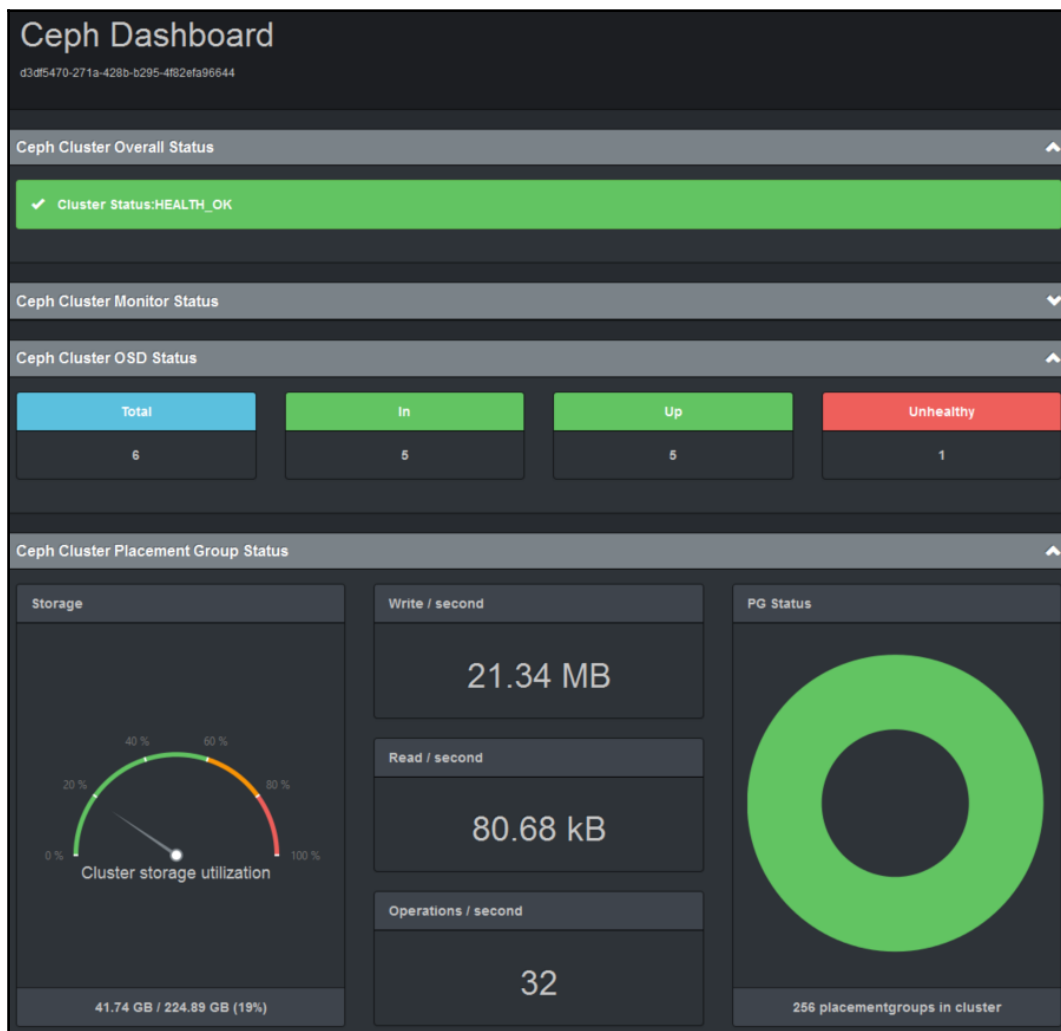 Ceph Dashboard
d3df5470-271a-428b-b295-4f82efa96644
Ceph Cluster Overall Status
Cluster Status:HEALTH_OK
Ceph Cluster Monitor Status
Ceph Cluster OSD Status
Total
In
Up
Unhealthy
6
5
5
1
Ceph Cluster Placement Group Status
Storage
0 %
20 %
40 %
60 %
80 %
100 %
Cluster storage utilization
41.74 GB / 224.89 GB (19%)
Write / second
21.34 MB
Read / second
80.68 kB
Operations / second
32
PG Status
256 placementgroups in cluster